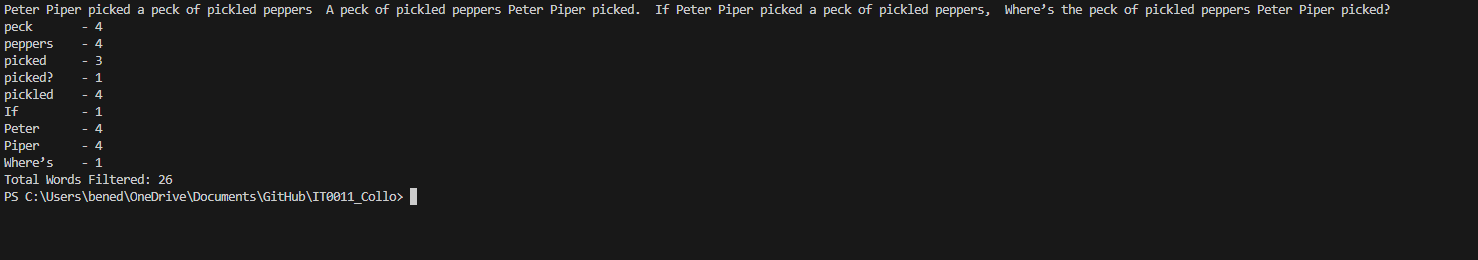 Peter Piper picked a peck of pickled peppers  A peck of pickled peppers Peter Piper picked.  If Peter Piper picked a peck of pickled peppers,  Where’s the peck of pickled peppers Peter Piper picked?
peck       - 4
peppers    - 4
picked     - 3
picked?    - 1
pickled    - 4
If         - 1
Peter      - 4
Piper      - 4
Where’s    - 1
Total Words Filtered: 26
PS C:\Users\bened\OneDrive\Documents\GitHub\IT0011_Collo>